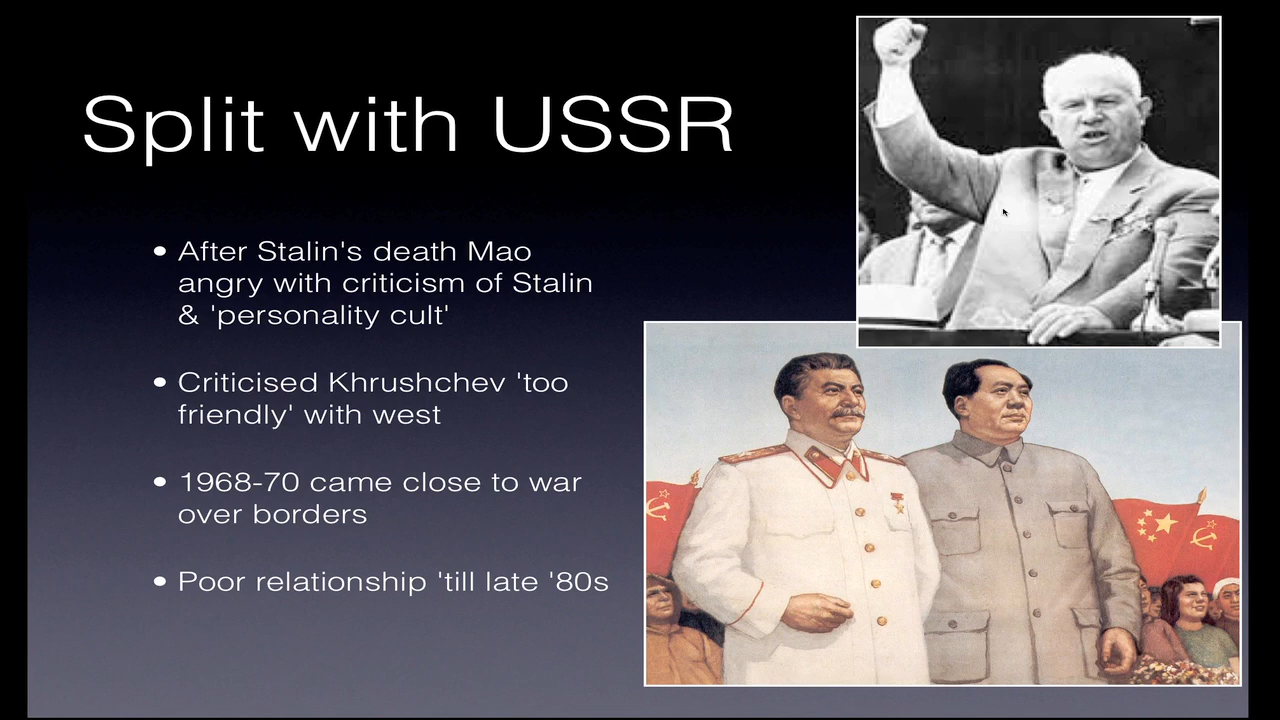 Split with USSR
• After Stalin's death Mao
angry with criticism of Stalin
& 'personality cult'
• Criticised Khrushchev 'too
friendly' with west
• 1968-70 came close to war
over borders
• Poor relationship 'till late '80s